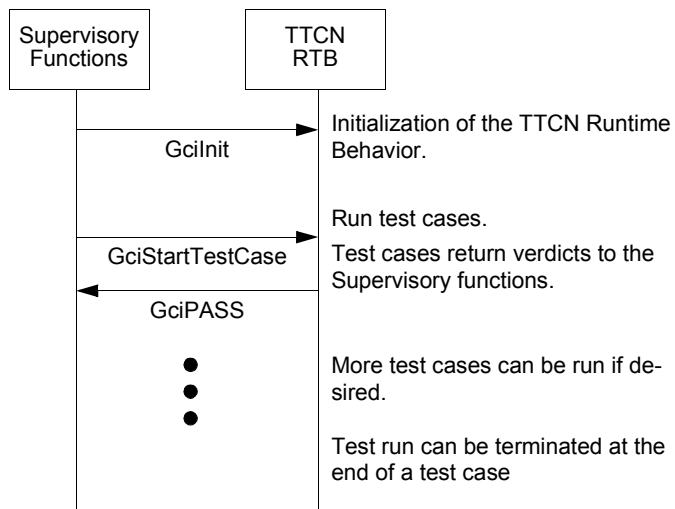 Supervisory
Functions
TTCN
RTB
Initialization of the TTCN Runtime
Behavior.
GciInit
Run test cases.
GciStartTestCase
Test cases return verdicts to the
Supervisory functions.
GciPASS
More test cases can be run if de-
sired.
Test run can be terminated at the
end of a test case